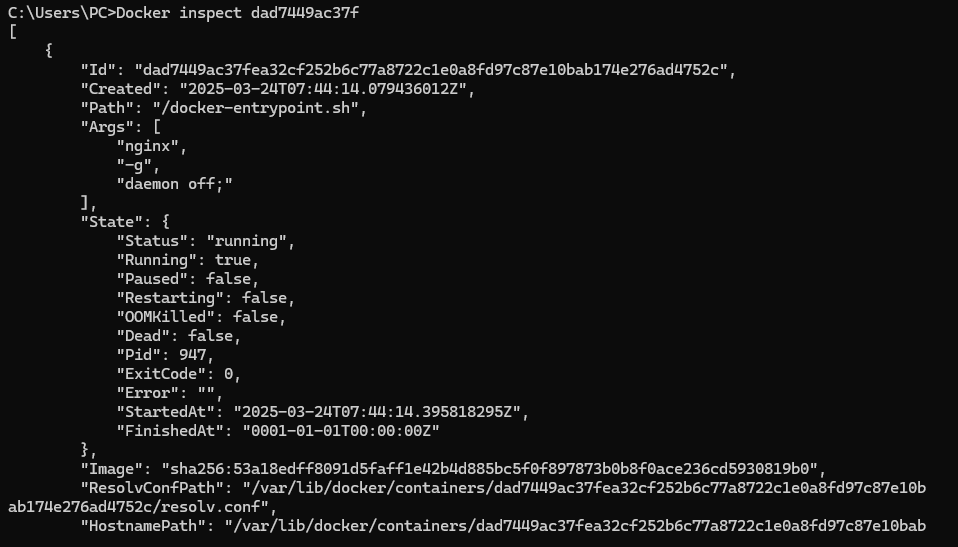 C:\Users\PC>Docker inspect dad7449ac37f
[
    {
        "Id": "dad7449ac37fea32cf252b6c77a8722c1e0a8fd97c87e10bab174e276ad4752c",
        "Created": "2025-03-24T07:44:14.079436012Z",
        "Path": "/docker-entrypoint.sh",
        "Args": [
            "nginx",
            "-g",
            "daemon off;"
        ],
        "State": {
            "Status": "running",
            "Running": true,
            "Paused": false,
            "Restarting": false,
            "OOMKilled": false,
            "Dead": false,
            "Pid": 947,
            "ExitCode": 0,
            "Error": "",
            "StartedAt": "2025-03-24T07:44:14.395818295Z",
            "FinishedAt": "0001-01-01T00:00:00Z"
        },
        "Image": "sha256:53a18edff8091d5faff1e42b4d885bc5f0f897873b0b8f0ace236cd5930819b0",
        "ResolvConfPath": "/var/lib/docker/containers/dad7449ac37fea32cf252b6c77a8722c1e0a8fd97c87e10b
ab174e276ad4752c/resolv.conf",
        "HostnamePath": "/var/lib/docker/containers/dad7449ac37fea32cf252b6c77a8722c1e0a8fd97c87e10bab